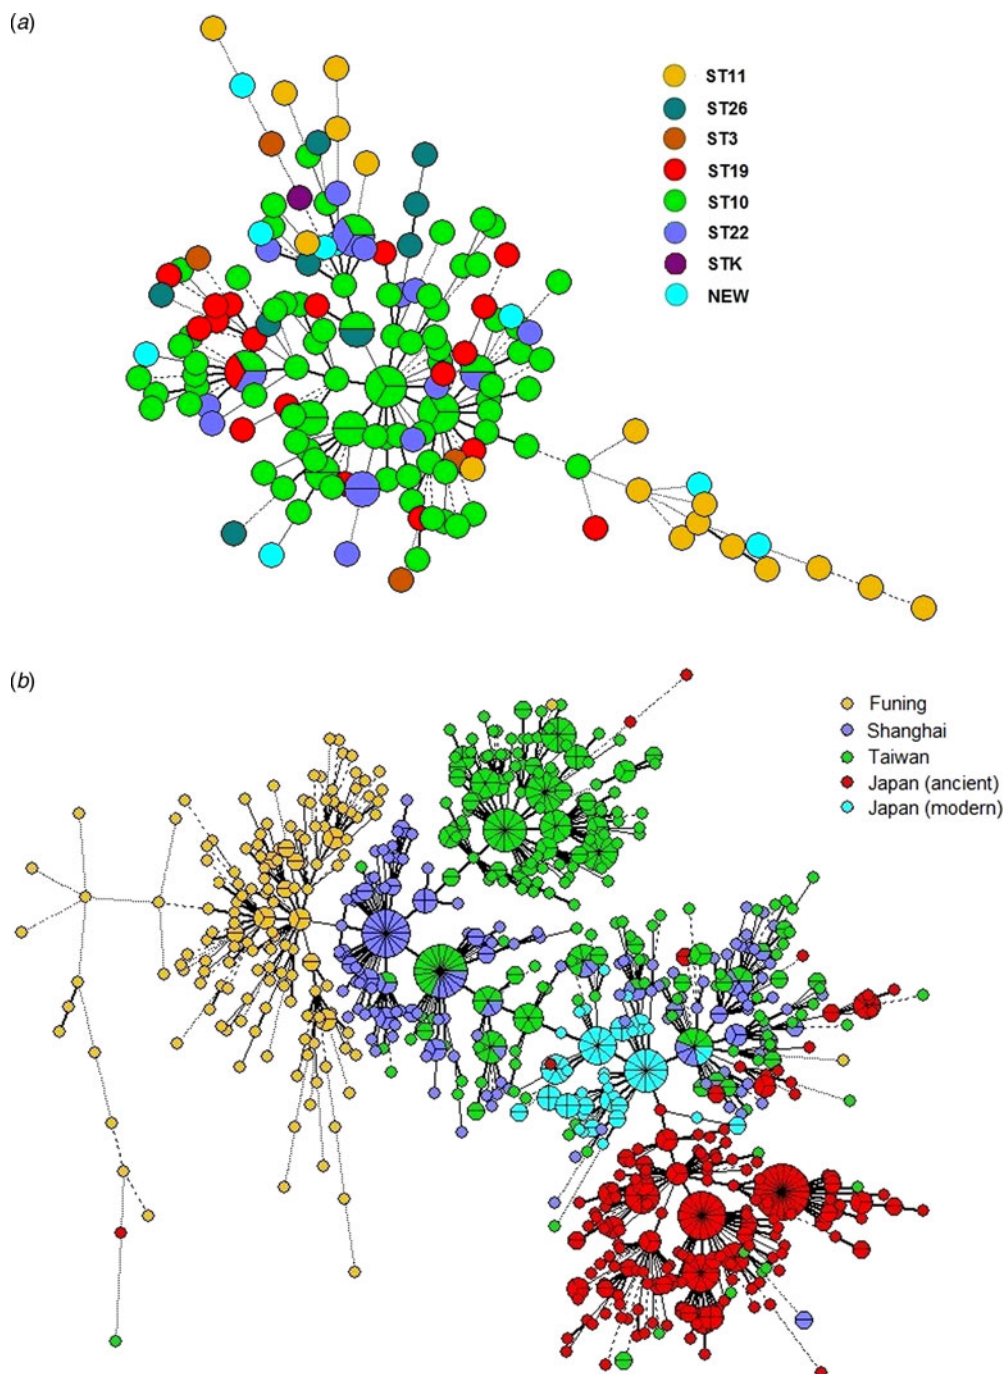 (a)
ST11
ST26
ST3
ST19
ST10
ST22
STK
NEW
(b)
Funing
Shanghai
Taiwan
Japan (ancient)
Japan (modern)